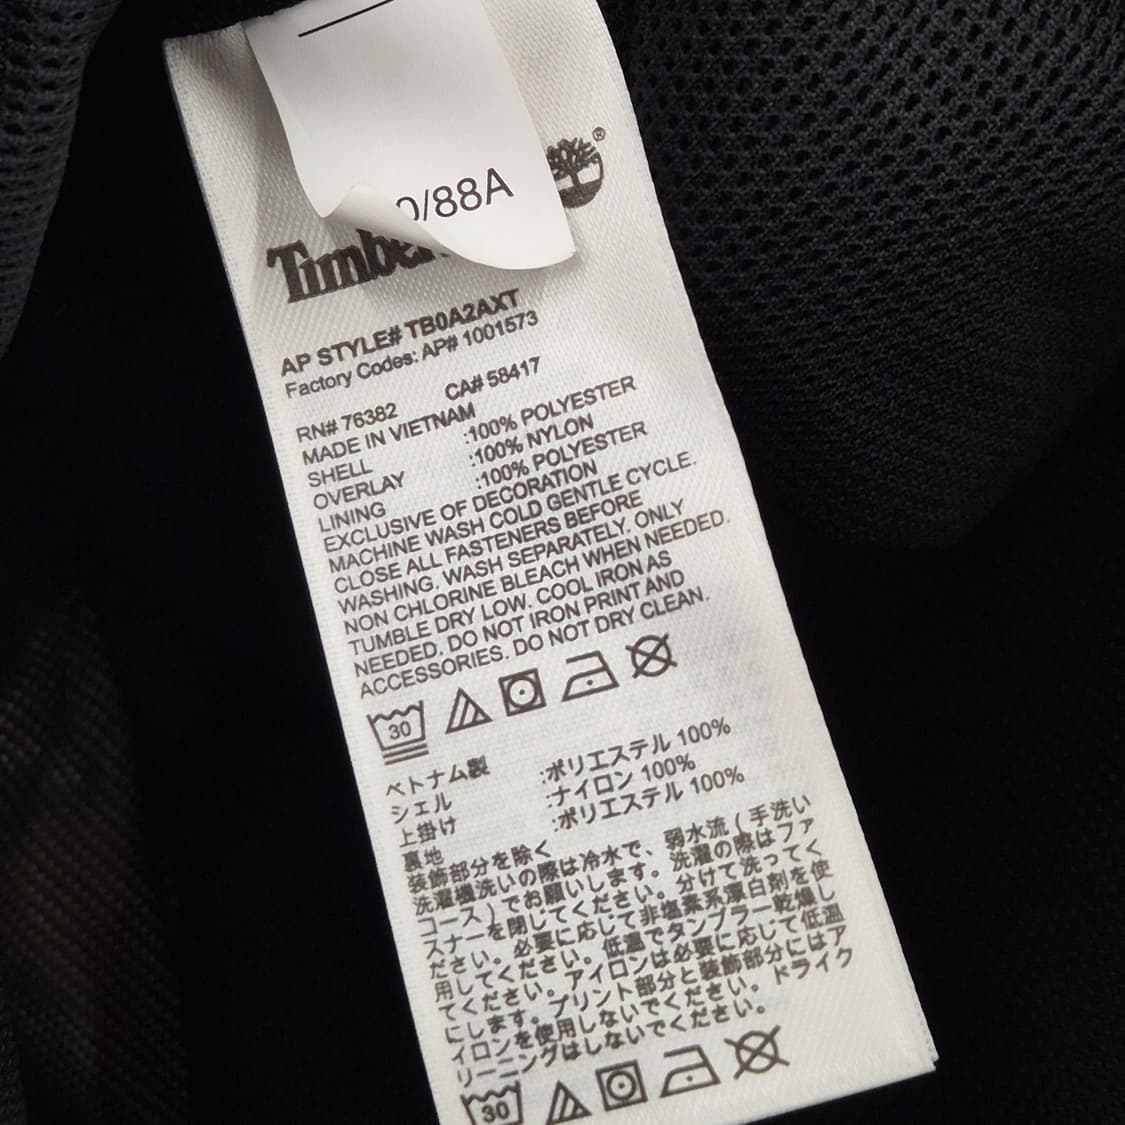 0/88A
®
Timber
AP STYLE# TB0A2AXT
Factory Codes: AP# 1001573
RN# 76382 CA# 58417
MADE IN VIETNAM
SHELL :100% POLYESTER
OVERLAY :100% NYLON
LINING :100% POLYESTER
EXCLUSIVE OF DECORATION
MACHINE WASH COLD GENTLE CYCLE.
CLOSE ALL FASTENERS BEFORE
WASHING. WASH SEPARATELY. ONLY
NON CHLORINE BLEACH WHEN NEEDED.
TUMBLE DRY LOW. COOL IRON AS
NEEDED. DO NOT IRON PRINT AND
ACCESSORIES. DO NOT DRY CLEAN.
30
ベトナム製
シェル :ポリエステル 100%
上掛け :ナイロン 100%
裏地 :ポリエステル 100%
装飾部分を除く
洗濯機洗いの際は冷水で、弱水流 ( 手洗い
コース ) でお願いします。洗濯の際はファ
スナーを閉じてください。分けて洗ってく
ださい。必要に応じて非塩素系漂白剤を使
用してください。低温でタンブラー乾燥し
てください。アイロンは必要に応じて低温
にします。プリント部分と装飾部分にはア
イロンを使用しないでください。ドライク
リーニングはしないでください。
30